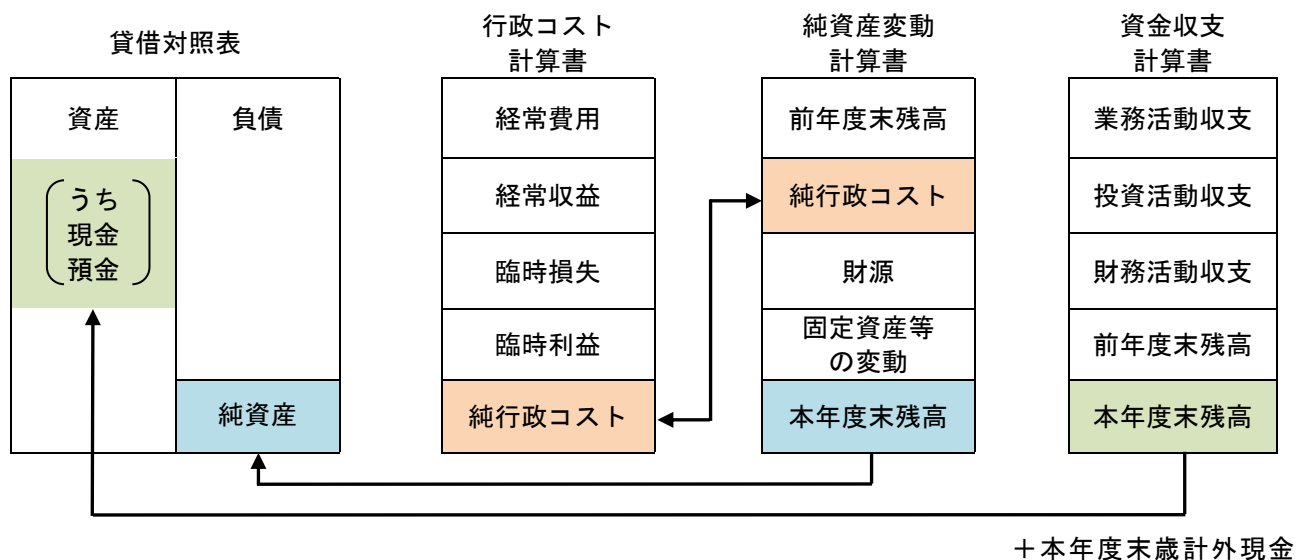 貸借対照表
資産
負債
うち
現金
預金
純資産
行政コスト
計算書
経常費用
経常収益
臨時損失
臨時利益
純行政コスト
純資産変動
計算書
前年度末残高
純行政コスト
財源
固定資産等
の変動
本年度末残高
資金収支
計算書
業務活動収支
投資活動収支
財務活動収支
前年度末残高
本年度末残高
＋本年度末歳計外現金